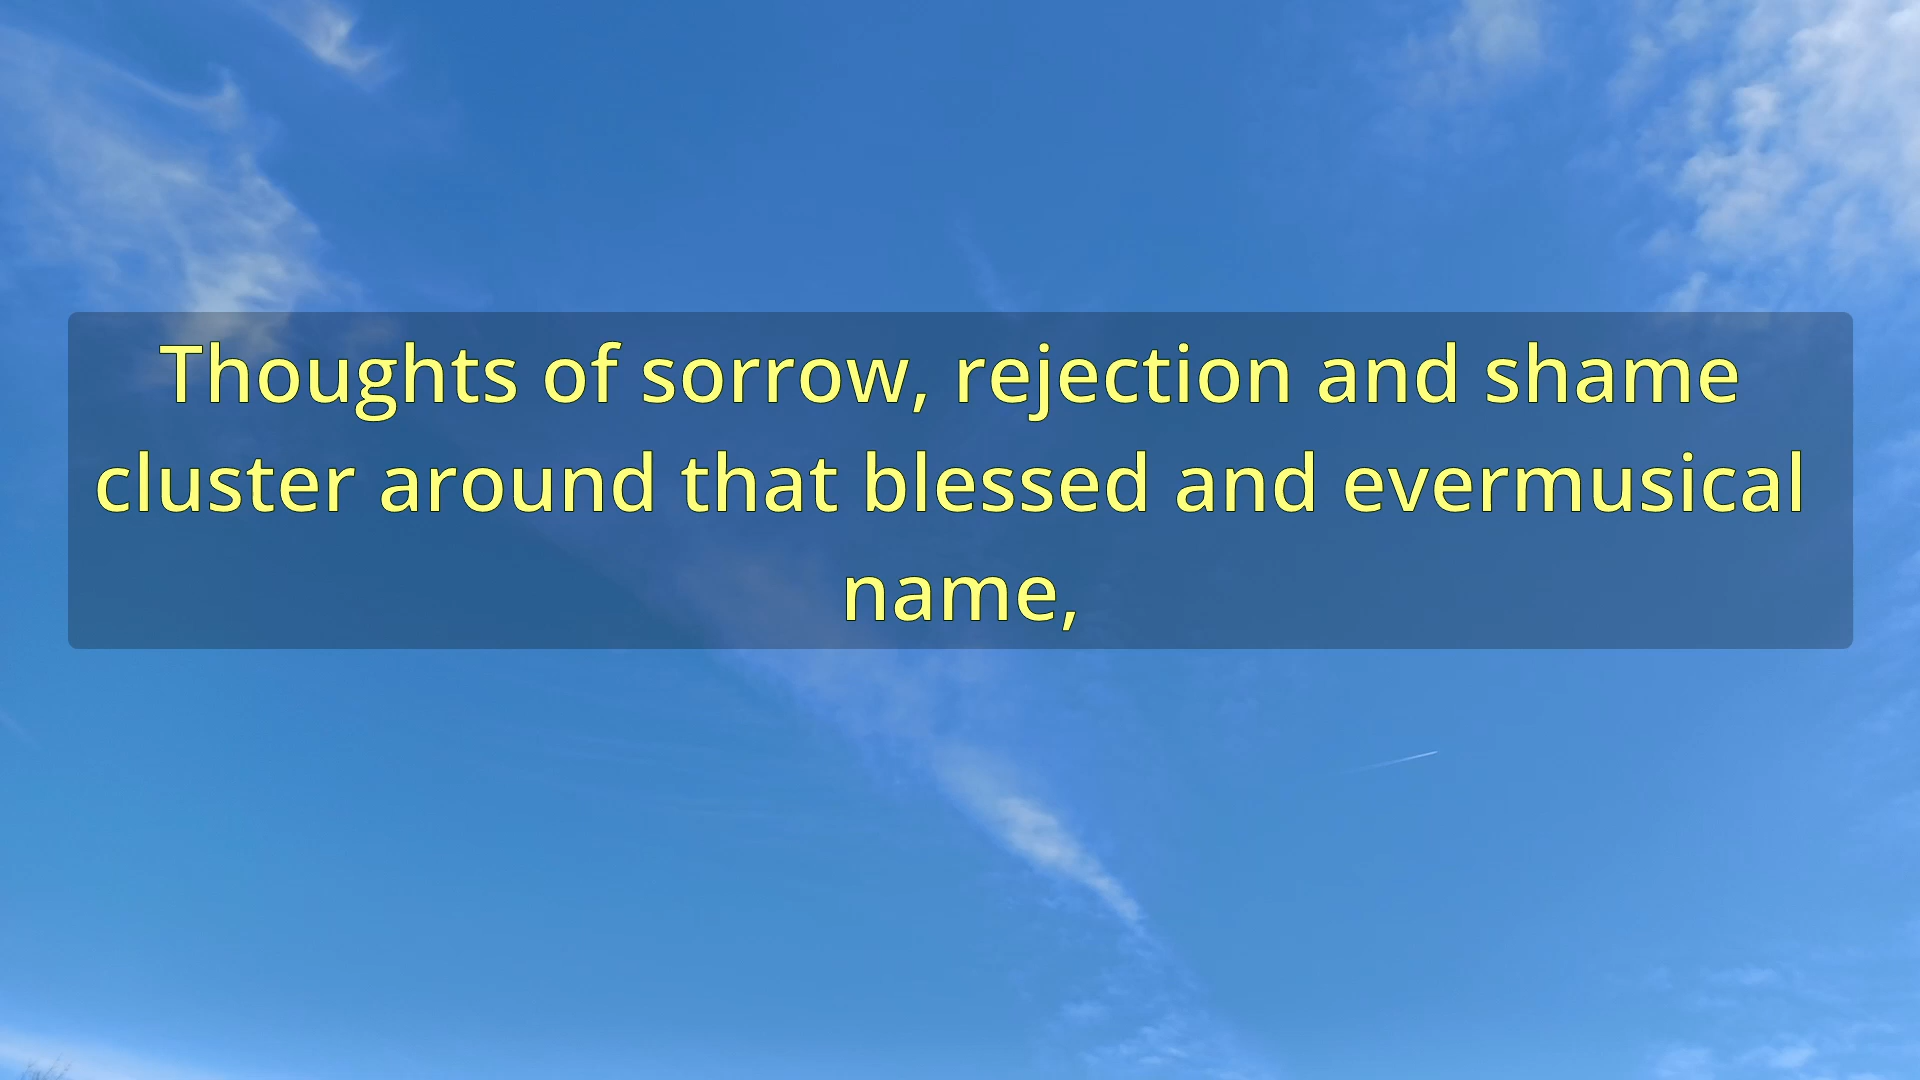 Thoughts of sorrow, rejection and shame
cluster around that blessed and evermusical
name,